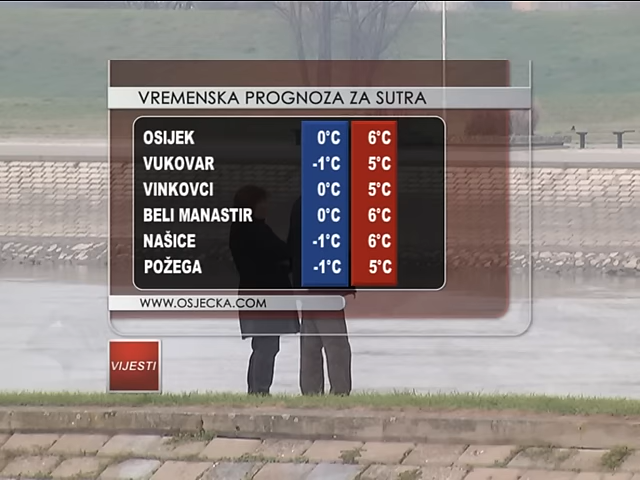 VREMENSKA PROGNOZA ZA SUTRA
OSIJEK 0°C 6°C
VUKOVAR -1°C 5°C
VINKOVCI 0°C 5°C
BELI MANASTIR 0°C 6°C
NAŠICE -1°C 6°C
POŽEGA -1°C 5°C
WWW.OSJECKA.COM
VIJESTI